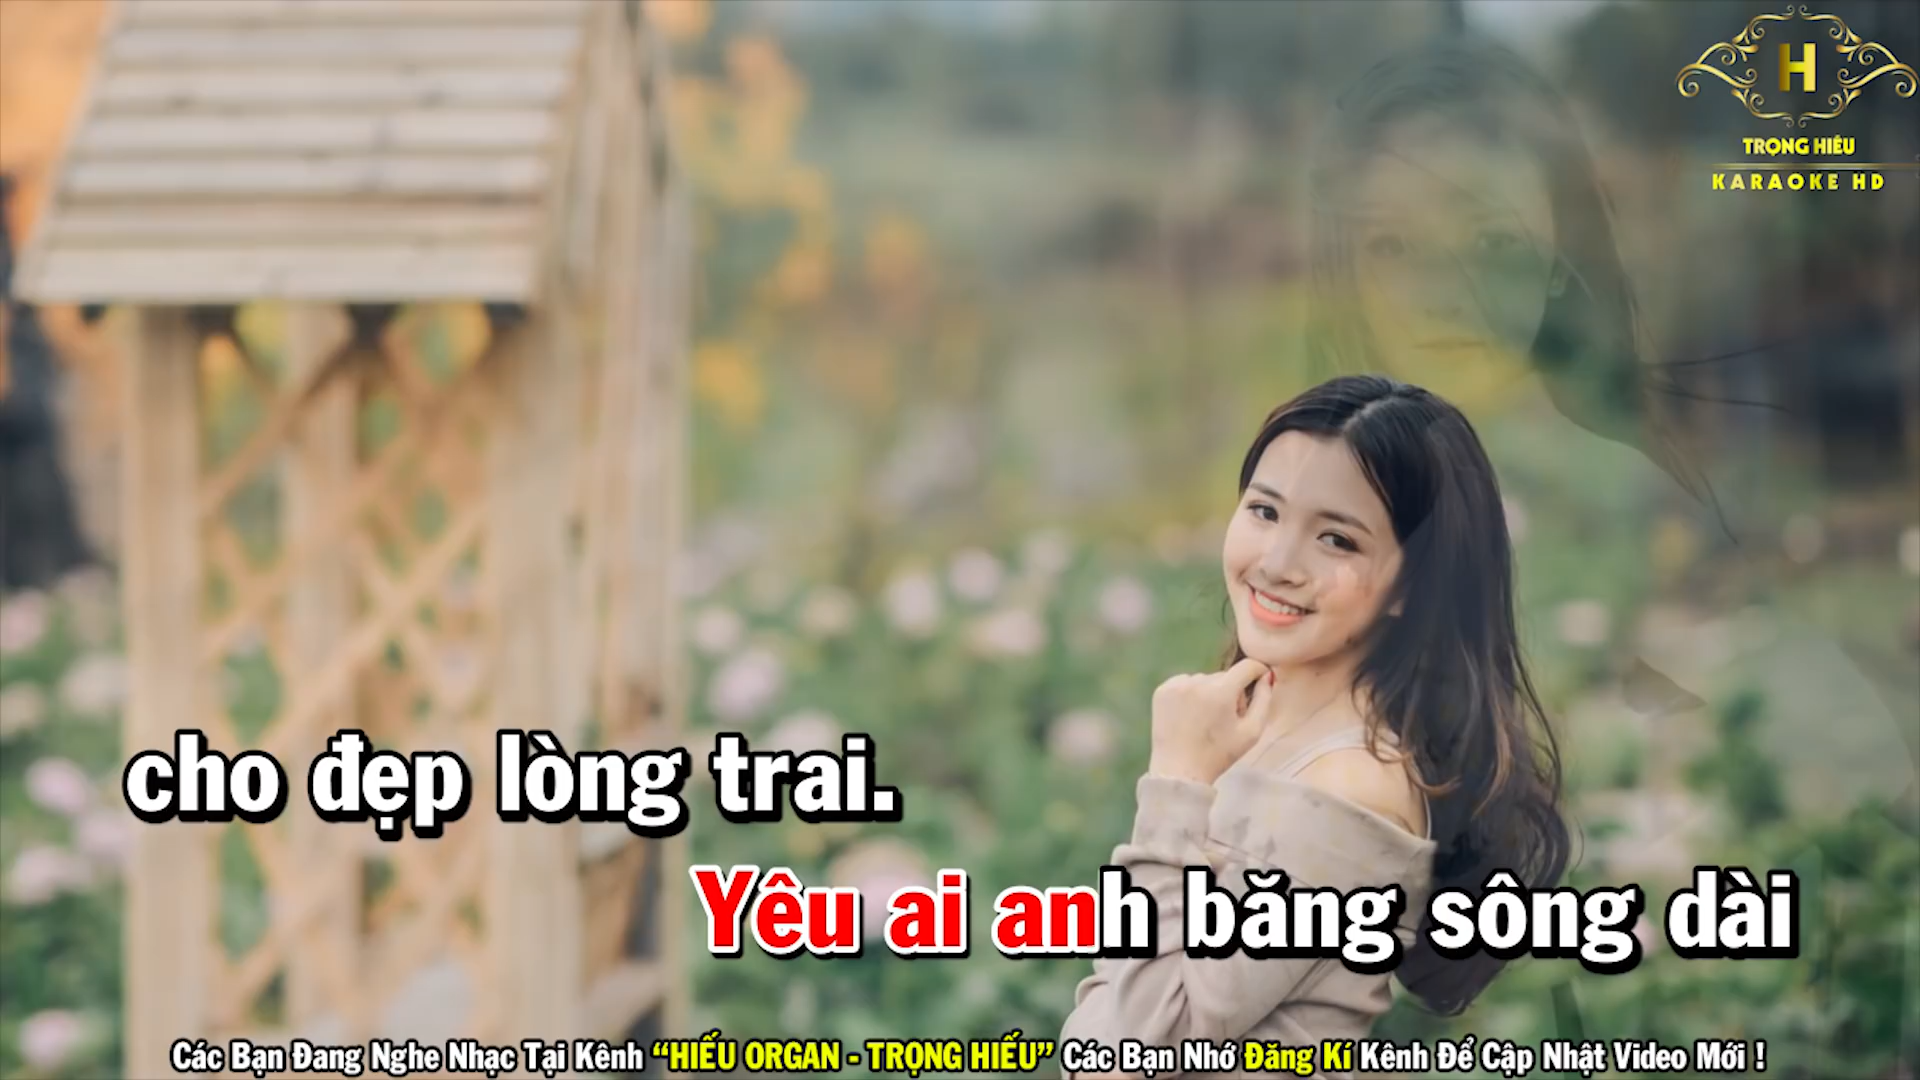 H
TRỌNG HIẾU
KARAOKE HD
cho đẹp lòng trai.
Yêu ai anh băng sông dài
Các Bạn Đang Nghe Nhạc Tại Kênh “HIẾU ORGAN - TRỌNG HIẾU” Các Bạn Nhớ Đăng Kí Kênh Để Cập Nhật Video Mới !